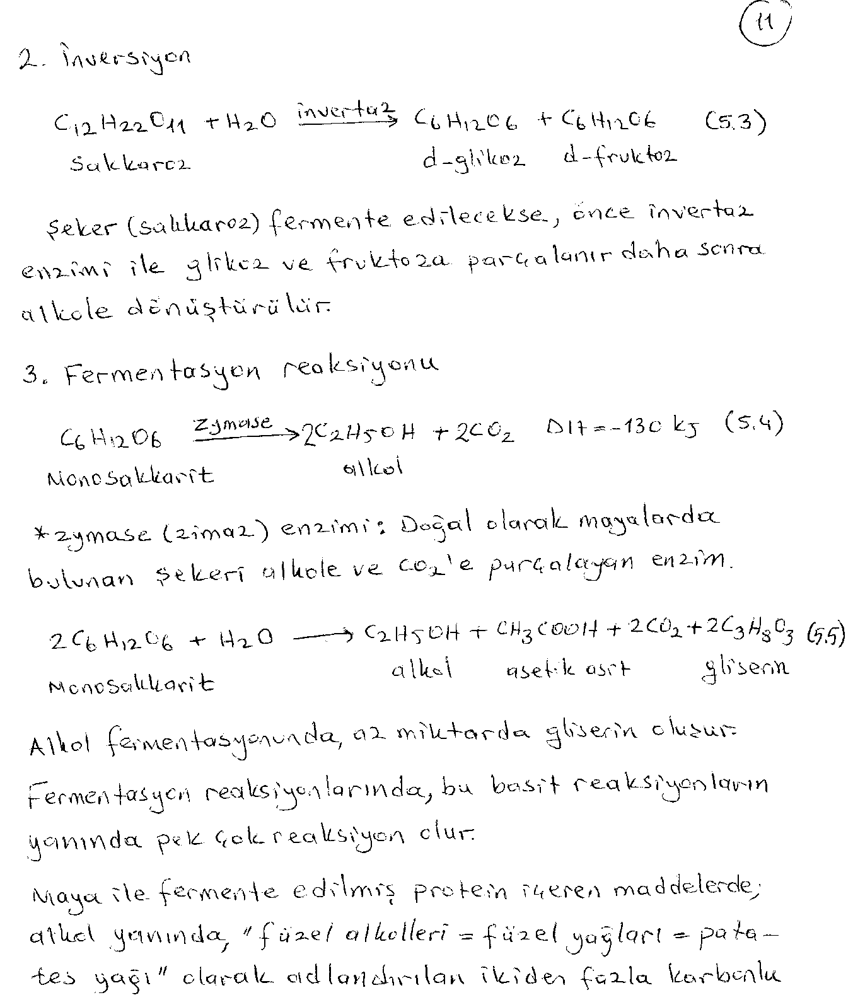 11
2. İnversiyon
C12H22O11 + H2O invertaz → C6H12O6 + C6H12O6 (5.3)
Sakkaroz d-glikoz d-fruktoz
Şeker (sakkaroz) fermente edilecekse, önce invertaz
enzimi ile glikoz ve fruktoza parçalanır daha sonra
alkole dönüştürülür.
3. Fermentasyon reaksiyonu
C6H12O6 zymase → 2C2H5OH + 2CO2 ΔH = -130 kj (5.4)
Monosakkarit alkol
*zymase (zimaz) enzimi: Doğal olarak mayalarda
bulunan şekeri alkole ve CO2'e parçalayan enzim.
2C6H12O6 + H2O → C2H5OH + CH3COOH + 2CO2 + 2C3H8O3 (5.5)
Monosakkarit alkol asetik asit gliserin
Alkol fermentasyonunda, az miktarda gliserin oluşur.
Fermentasyon reaksiyonlarında, bu basit reaksiyonların
yanında pek çok reaksiyon olur.
Maya ile fermente edilmiş protein içeren maddelerde,
alkol yanında, "füzel alkolleri = füzel yağları = pata-
tes yağı" olarak adlandırılan ikiden fazla karbonlu